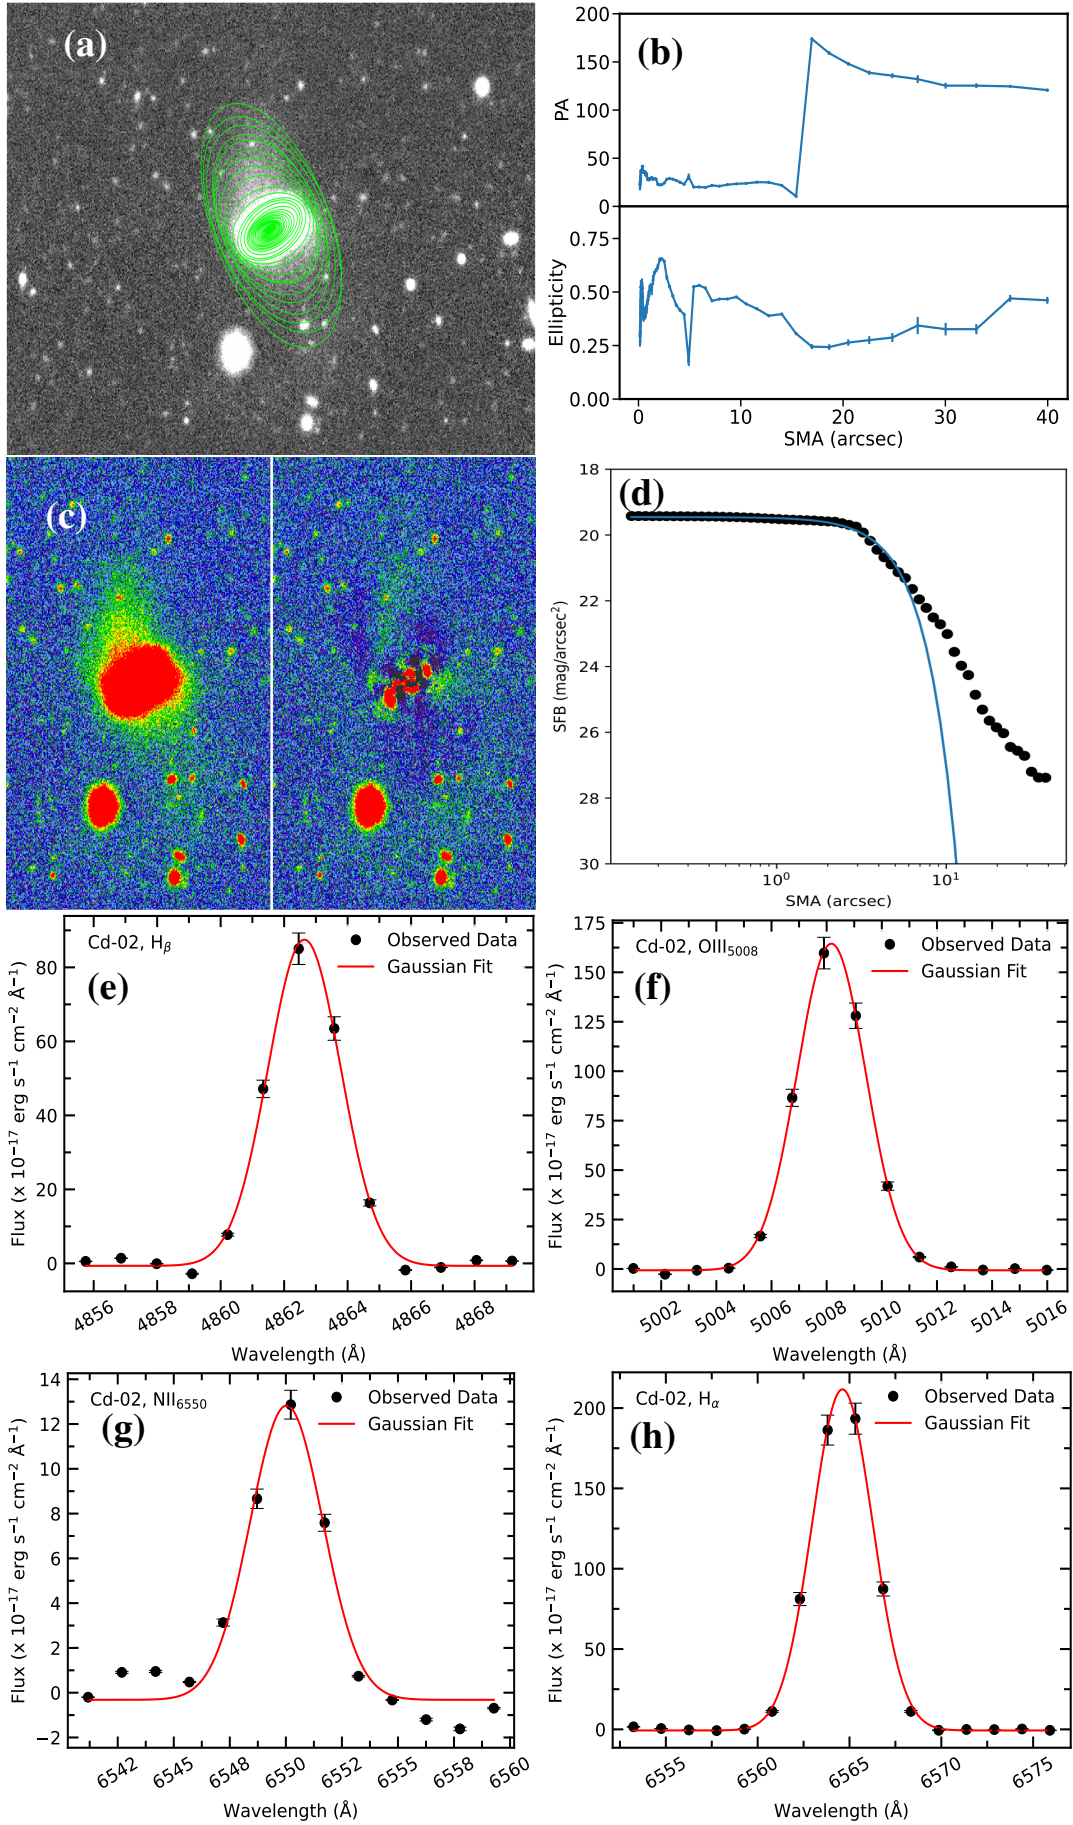 (a)
(b)
200
150
100
50
0
PA
0.75
0.50
0.25
0.00
Ellipticity
0 10 20 30 40
SMA (arcsec)
(c)
(d)
18
20
22
24
26
28
30
SFB (mag/arcsec²)
10⁰ 10¹
SMA (arcsec)
(e)
Cd-02, Hᵦ
Observed Data
Gaussian Fit
80
60
40
20
0
Flux (x 10⁻¹⁷ erg s⁻¹ cm⁻² Å⁻¹)
4856 4858 4860 4862 4864 4866 4868
Wavelength (Å)
(f)
Cd-02, OIII₅₀₀₈
Observed Data
Gaussian Fit
175
150
125
100
75
50
25
0
Flux (x 10⁻¹⁷ erg s⁻¹ cm⁻² Å⁻¹)
5002 5004 5006 5008 5010 5012 5014 5016
Wavelength (Å)
(g)
Cd-02, NII₆₅₅₀
Observed Data
Gaussian Fit
14
12
10
8
6
4
2
0
−2
Flux (x 10⁻¹⁷ erg s⁻¹ cm⁻² Å⁻¹)
6542 6545 6548 6550 6552 6555 6558 6560
Wavelength (Å)
(h)
Cd-02, Hα
Observed Data
Gaussian Fit
200
150
100
50
0
Flux (x 10⁻¹⁷ erg s⁻¹ cm⁻² Å⁻¹)
6555 6560 6565 6570 6575
Wavelength (Å)